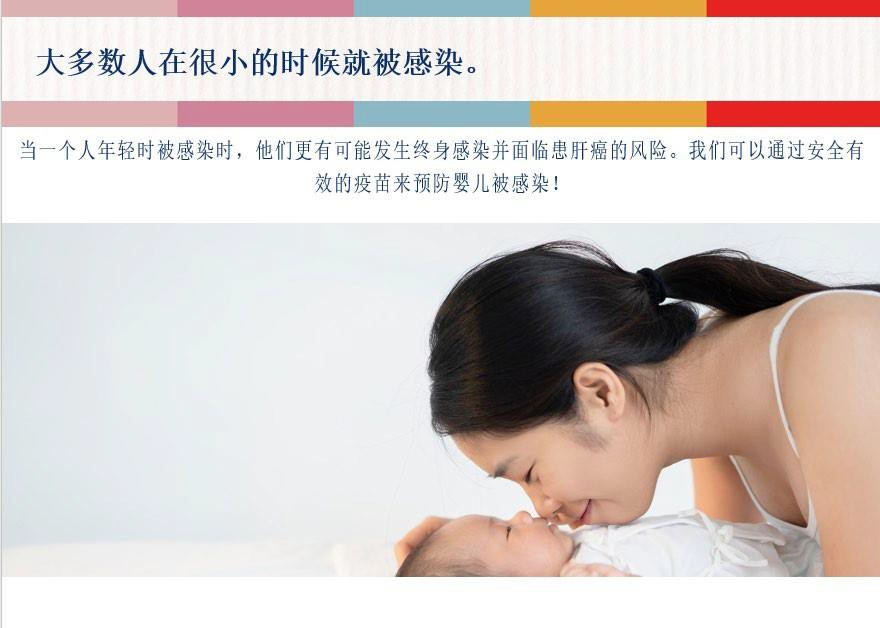 大多数人在很小的时候就被感染。
当一个人年轻时被感染时，他们更有可能发生终身感染并面临患肝癌的风险。我们可以通过安全有
效的疫苗来预防婴儿被感染！